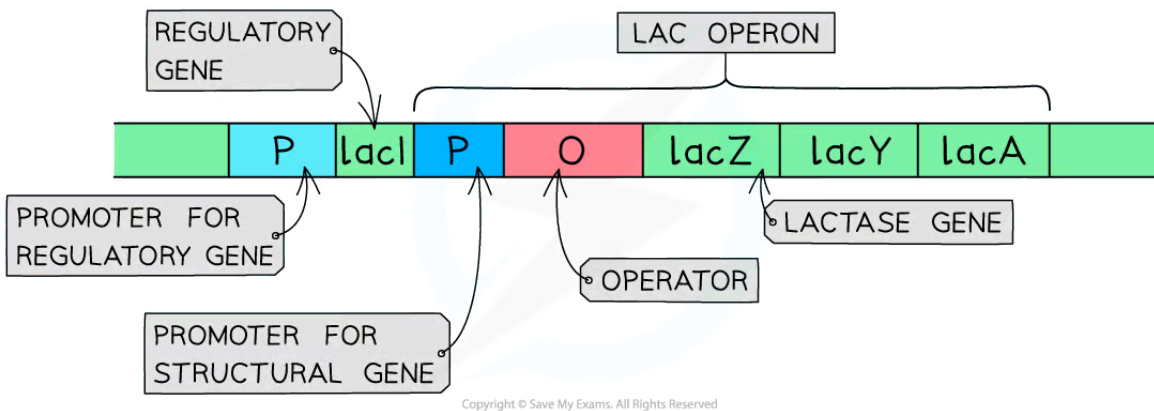 REGULATORY
GENE
LAC OPERON
P
lacI
P
O
lacZ
lacY
lacA
PROMOTER FOR
REGULATORY GENE
LACTASE GENE
OPERATOR
PROMOTER FOR
STRUCTURAL GENE
Copyright © Save My Exams. All Rights Reserved